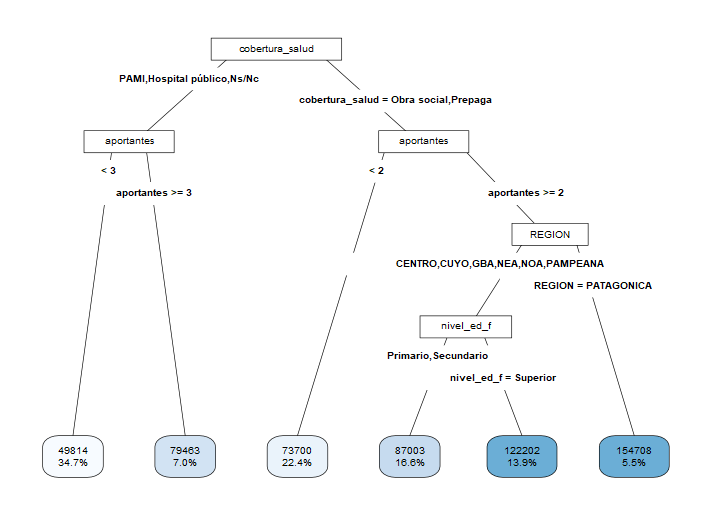 cobertura_salud
PAMI,Hospital público,Ns/Nc
cobertura_salud = Obra social,Prepaga
aportantes
aportantes
< 3
< 2
aportantes >= 3
aportantes >= 2
REGION
CENTRO,CUYO,GBA,NEA,NOA,PAMPEANA
REGION = PATAGONICA
nivel_ed_f
Primario,Secundario
nivel_ed_f = Superior
49814
34.7%
79463
7.0%
73700
22.4%
87003
16.6%
122202
13.9%
154708
5.5%